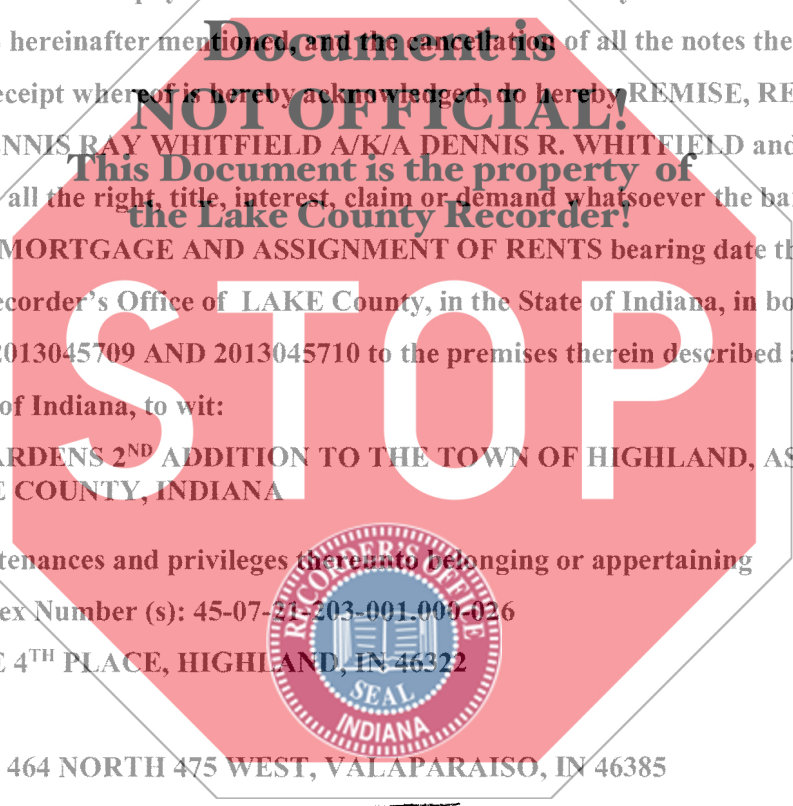 Document is
hereinafter mentioned, and the cancellation of all the notes the
NOT OFFICIAL!
eceipt whereof is hereby acknowledged, do hereby REMISE, RE
ENNIS RAY WHITFIELD A/K/A DENNIS R. WHITFIELD and
This Document is the property of
all the right, title, interest, claim or demand whatsoever the ba
the Lake County Recorder!
MORTGAGE AND ASSIGNMENT OF RENTS bearing date th
ecorder's Office of LAKE County, in the State of Indiana, in bo
2013045709 AND 2013045710 to the premises therein described
of Indiana, to wit:
STOP
ARDENS 2ND ADDITION TO THE TOWN OF HIGHLAND, AS
E COUNTY, INDIANA
tenances and privileges thereunto belonging or appertaining
ex Number (s): 45-07-21-203-001.000-026
E 4TH PLACE, HIGHLAND, IN 46322
RECORDER'S OFFICE
SEAL
INDIANA
464 NORTH 475 WEST, VALAPARAISO, IN 46385